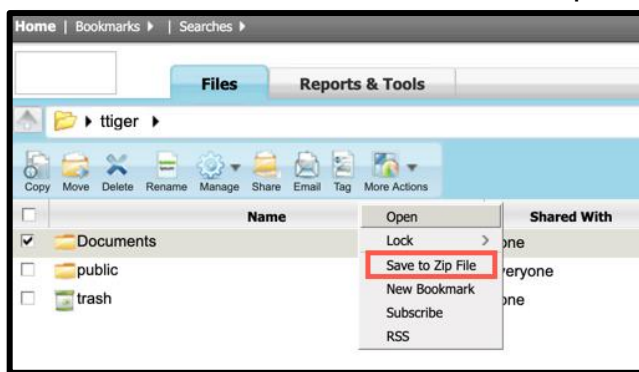 Home | Bookmarks | Searches
Files Reports & Tools
ttiger
Copy Move Delete Rename Manage Share Email Tag More Actions
Name Shared With
Open
Documents
Lock
public
Save to Zip File
New Bookmark
trash
Subscribe
RSS